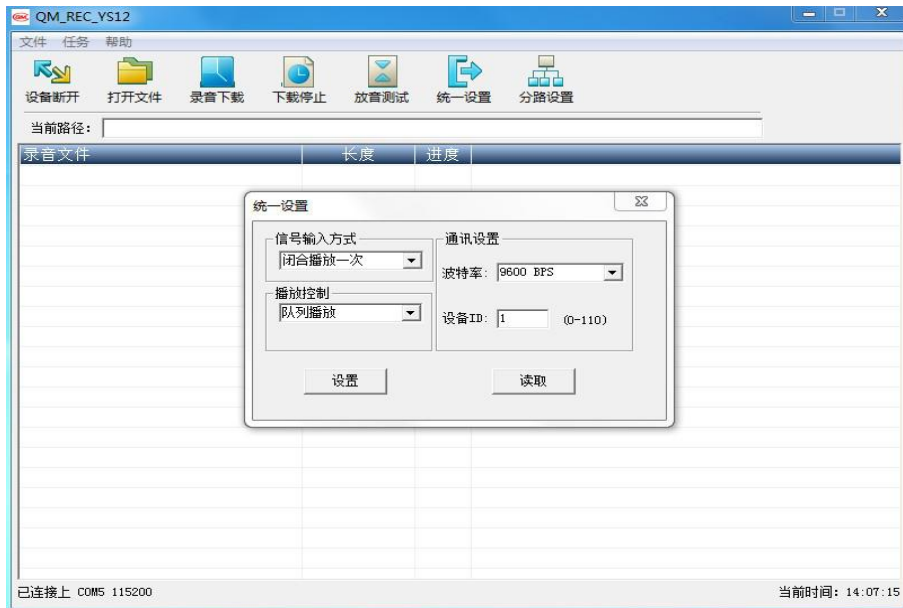 QM_REC_YS12
文件 任务 帮助
设备断开 打开文件 录音下载 下载停止 放音测试 统一设置 分路设置
当前路径:
录音文件 长度 进度
统一设置
信号输入方式 通讯设置
闭合播放一次
波特率: 9600 BPS
播放控制
队列播放
设备ID: 1 (0-110)
设置 读取
已连接上 COM5 115200 当前时间: 14:07:15